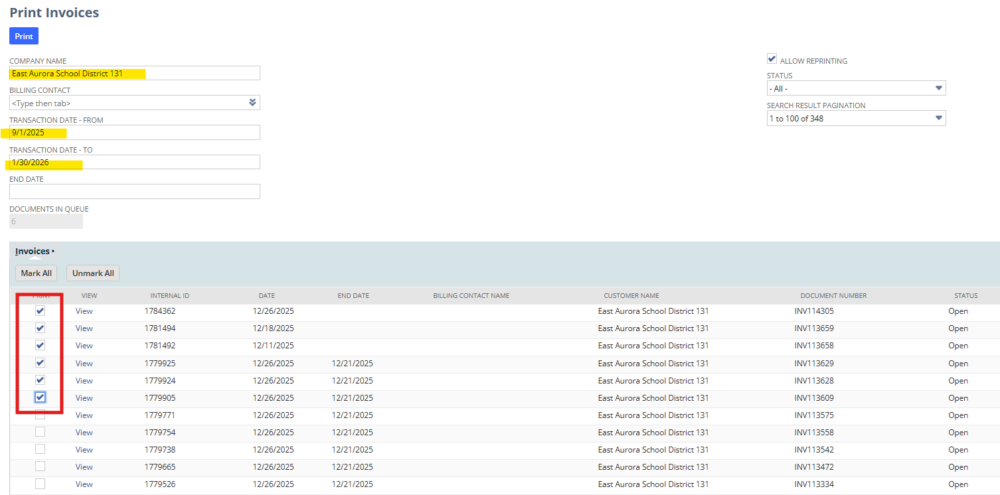 Print Invoices
Print
COMPANY NAME
East Aurora School District 131
ALLOW REPRINTING
STATUS
- All -
BILLING CONTACT
<Type then tab>
SEARCH RESULT PAGINATION
1 to 100 of 348
TRANSACTION DATE - FROM
9/1/2025
TRANSACTION DATE - TO
1/30/2026
END DATE
DOCUMENTS IN QUEUE
6
Invoices •
Mark All Unmark All
PRINT VIEW INTERNAL ID DATE END DATE BILLING CONTACT NAME CUSTOMER NAME DOCUMENT NUMBER STATUS
View 1784362 12/26/2025 East Aurora School District 131 INV114305 Open
View 1781494 12/18/2025 East Aurora School District 131 INV113659 Open
View 1781492 12/11/2025 East Aurora School District 131 INV113658 Open
View 1779925 12/26/2025 12/21/2025 East Aurora School District 131 INV113629 Open
View 1779924 12/26/2025 12/21/2025 East Aurora School District 131 INV113628 Open
View 1779905 12/26/2025 12/21/2025 East Aurora School District 131 INV113609 Open
View 1779771 12/26/2025 12/21/2025 East Aurora School District 131 INV113575 Open
View 1779754 12/26/2025 12/21/2025 East Aurora School District 131 INV113558 Open
View 1779738 12/26/2025 12/21/2025 East Aurora School District 131 INV113542 Open
View 1779665 12/26/2025 12/21/2025 East Aurora School District 131 INV113472 Open
View 1779526 12/26/2025 12/21/2025 East Aurora School District 131 INV113334 Open